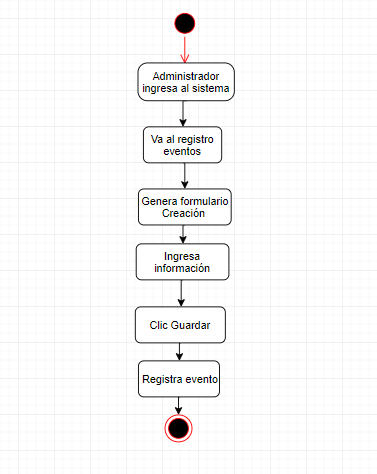 Administrador
ingresa al sistema
Va al registro
eventos
Genera formulario
Creación
Ingresa
información
Clic Guardar
Registra evento